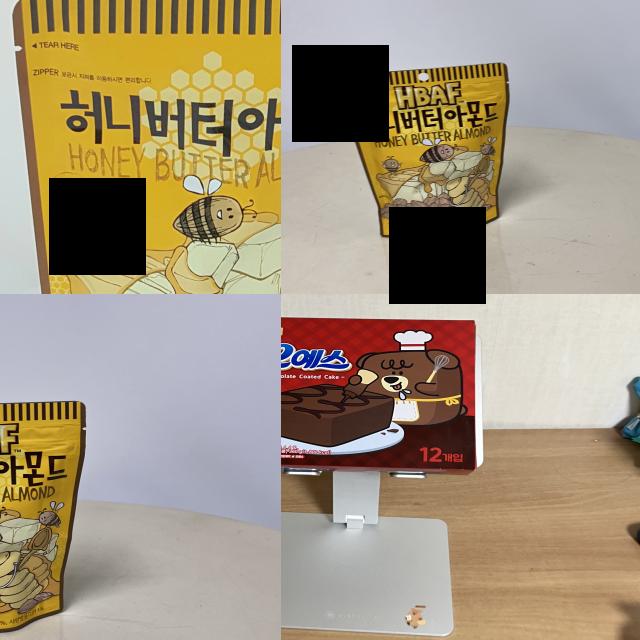 ◀ TEAR HERE
ZIPPER 보관시 지퍼를 이용하시면 편리합니다
허니버터아
HONEY BUTTER AL
HBAF
니버터아몬드
HONEY BUTTER ALMOND
F
아몬드
ALMOND
오예스
olate Coated Cake -
12개입